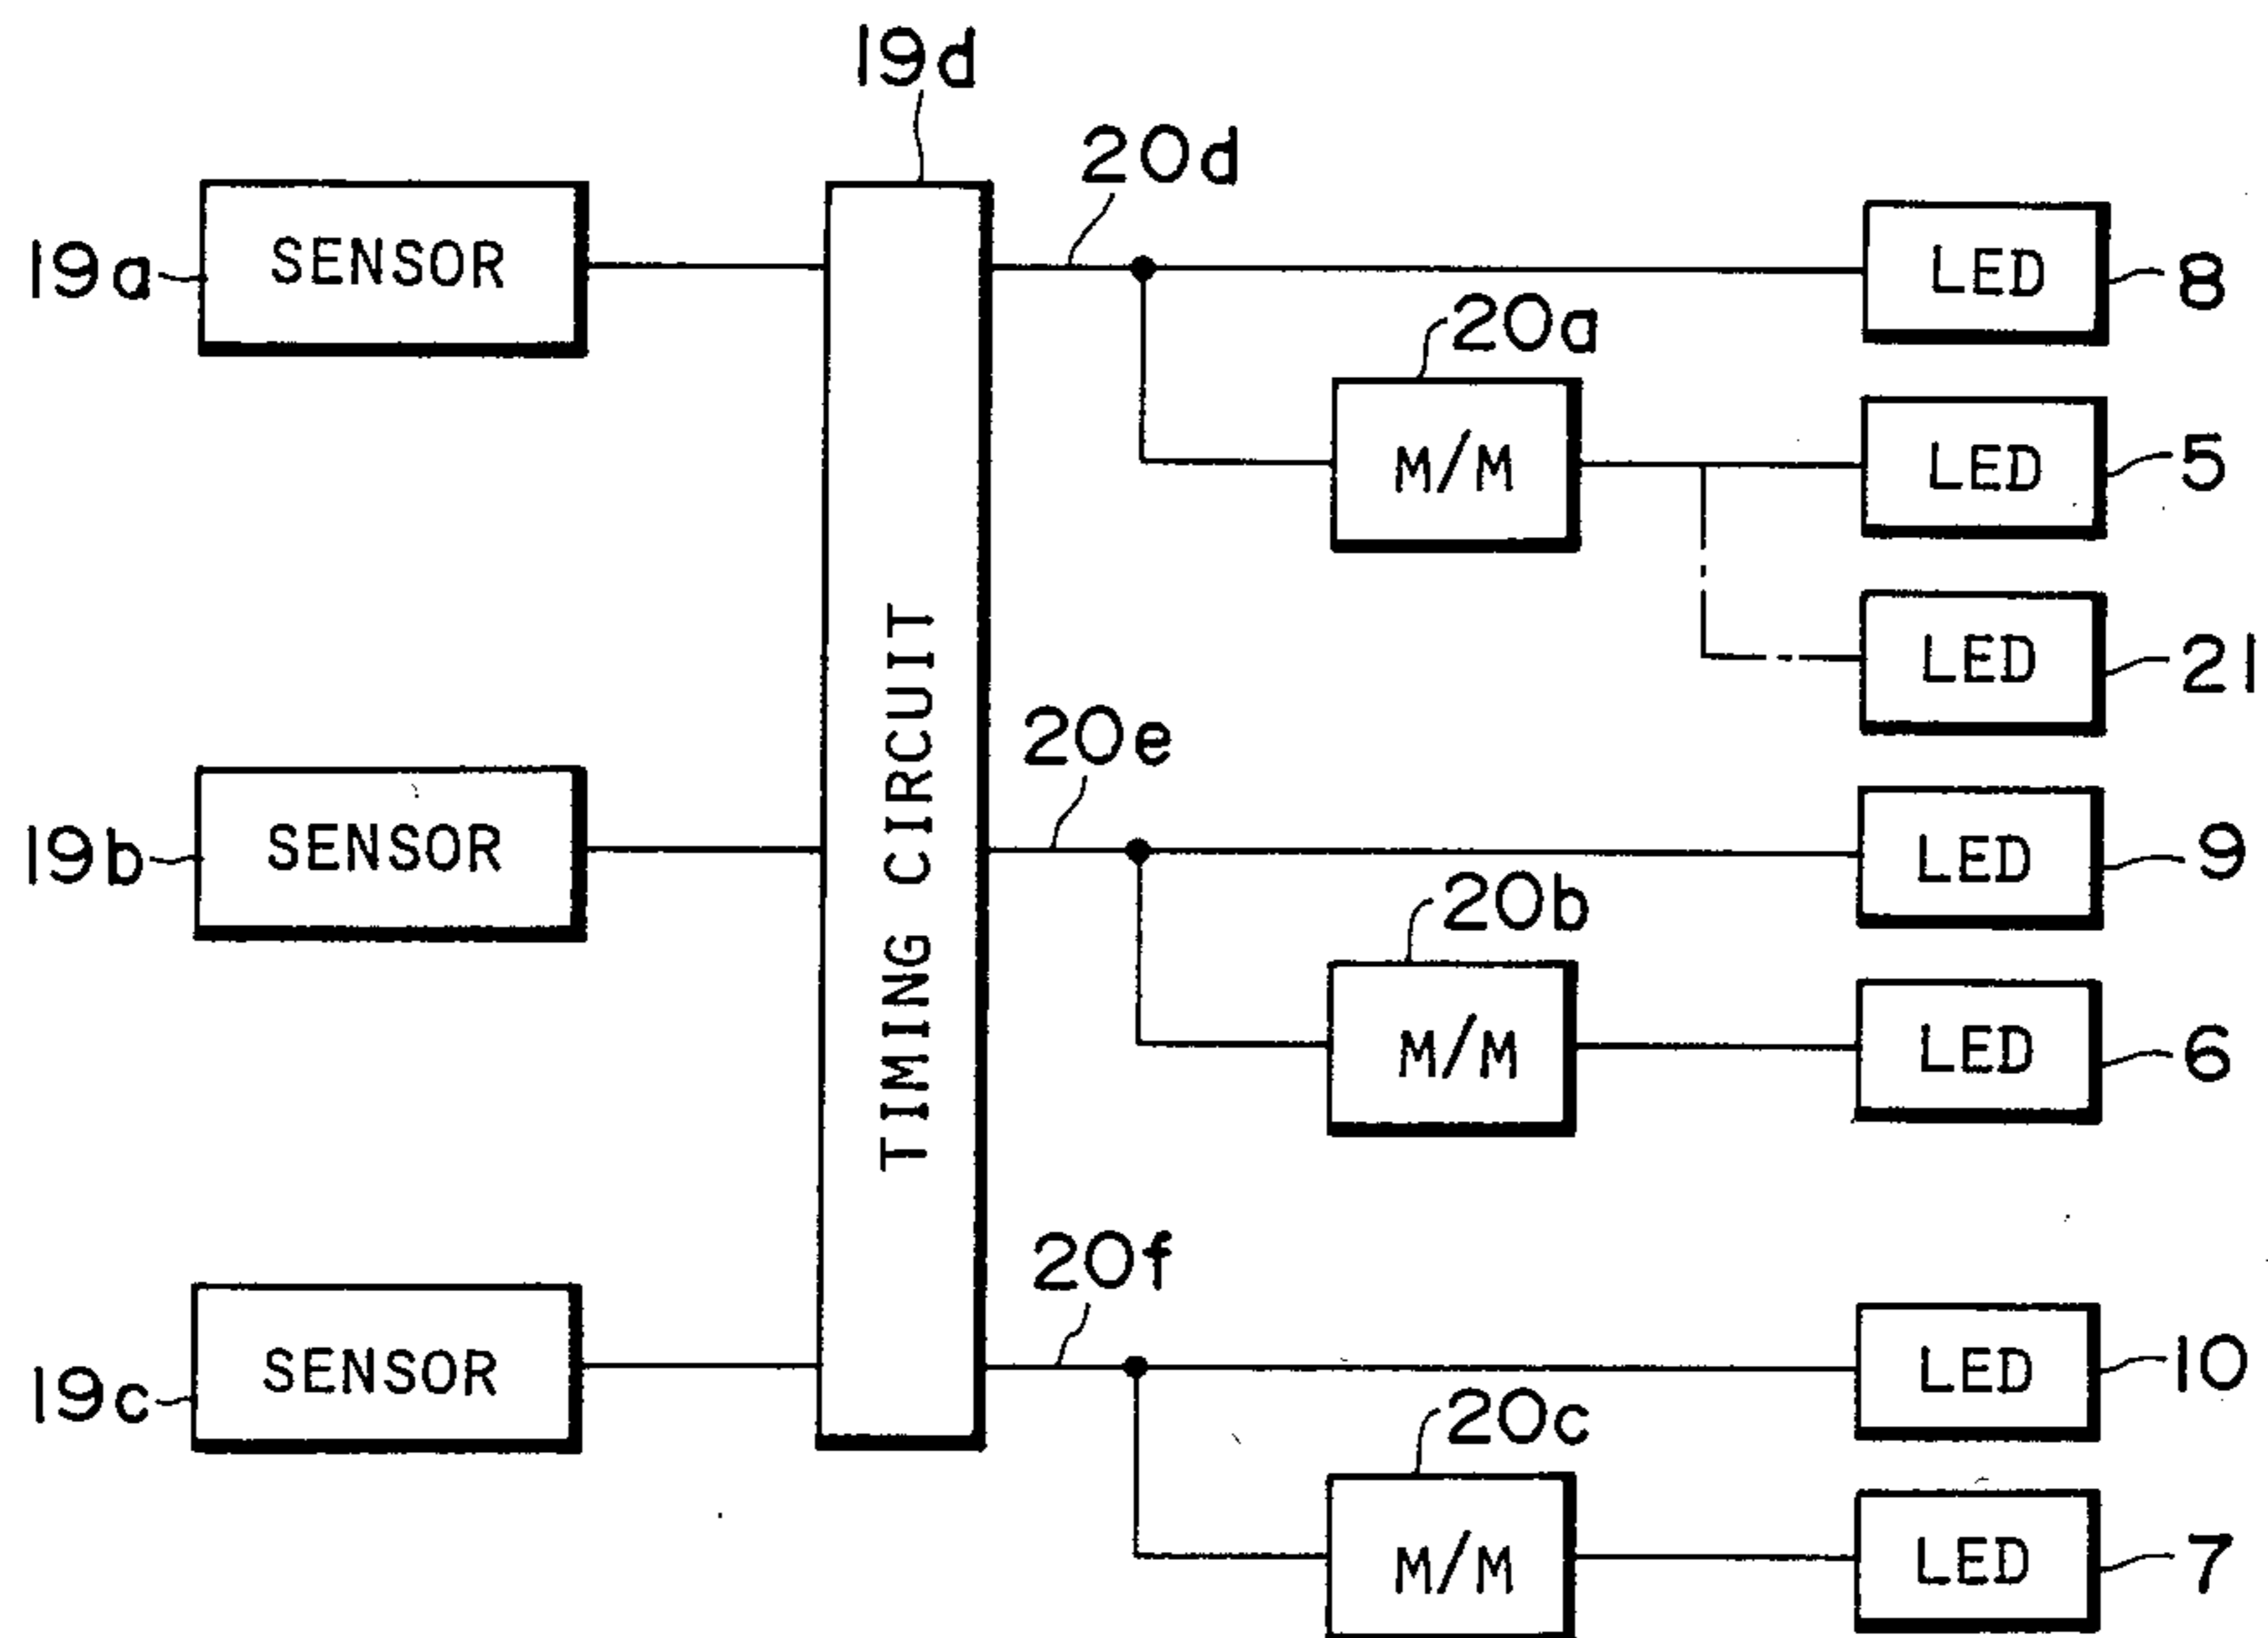 19d
20d
19a SENSOR LED 8
20a
M/M LED 5
LED 21
TIMING CIRCUIT
20e
19b SENSOR LED 9
20b
M/M LED 6
20f
19c SENSOR LED 10
20c
M/M LED 7